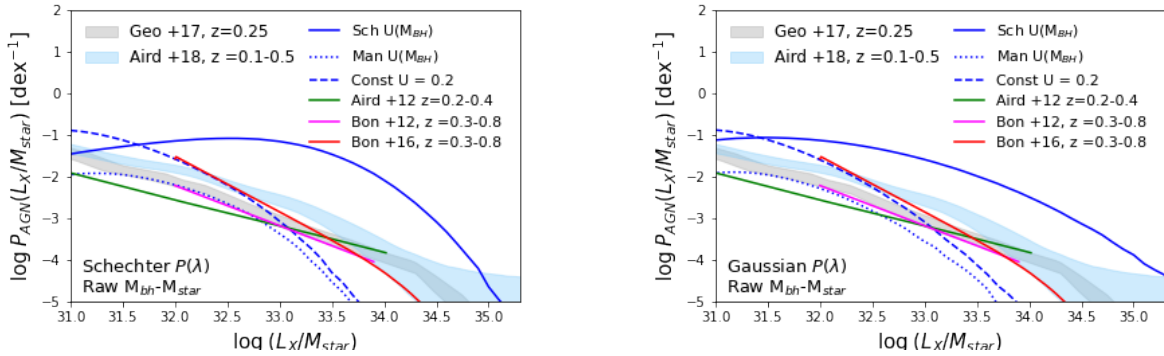 log P_AGN(L_X/M_star) [dex^−1]
2
1
0
−1
−2
−3
−4
−5
Geo +17, z=0.25
Aird +18, z =0.1-0.5
Sch U(M_BH)
Man U(M_BH)
Const U = 0.2
Aird +12 z=0.2-0.4
Bon +12, z =0.3-0.8
Bon +16, z =0.3-0.8
Schechter P(λ)
Raw M_bh-M_star
31.0 31.5 32.0 32.5 33.0 33.5 34.0 34.5 35.0
log (L_X/M_star)
log P_AGN(L_X/M_star) [dex^−1]
2
1
0
−1
−2
−3
−4
−5
Geo +17, z=0.25
Aird +18, z =0.1-0.5
Sch U(M_BH)
Man U(M_BH)
Const U = 0.2
Aird +12 z=0.2-0.4
Bon +12, z =0.3-0.8
Bon +16, z =0.3-0.8
Gaussian P(λ)
Raw M_bh-M_star
31.0 31.5 32.0 32.5 33.0 33.5 34.0 34.5 35.0
log (L_X/M_star)